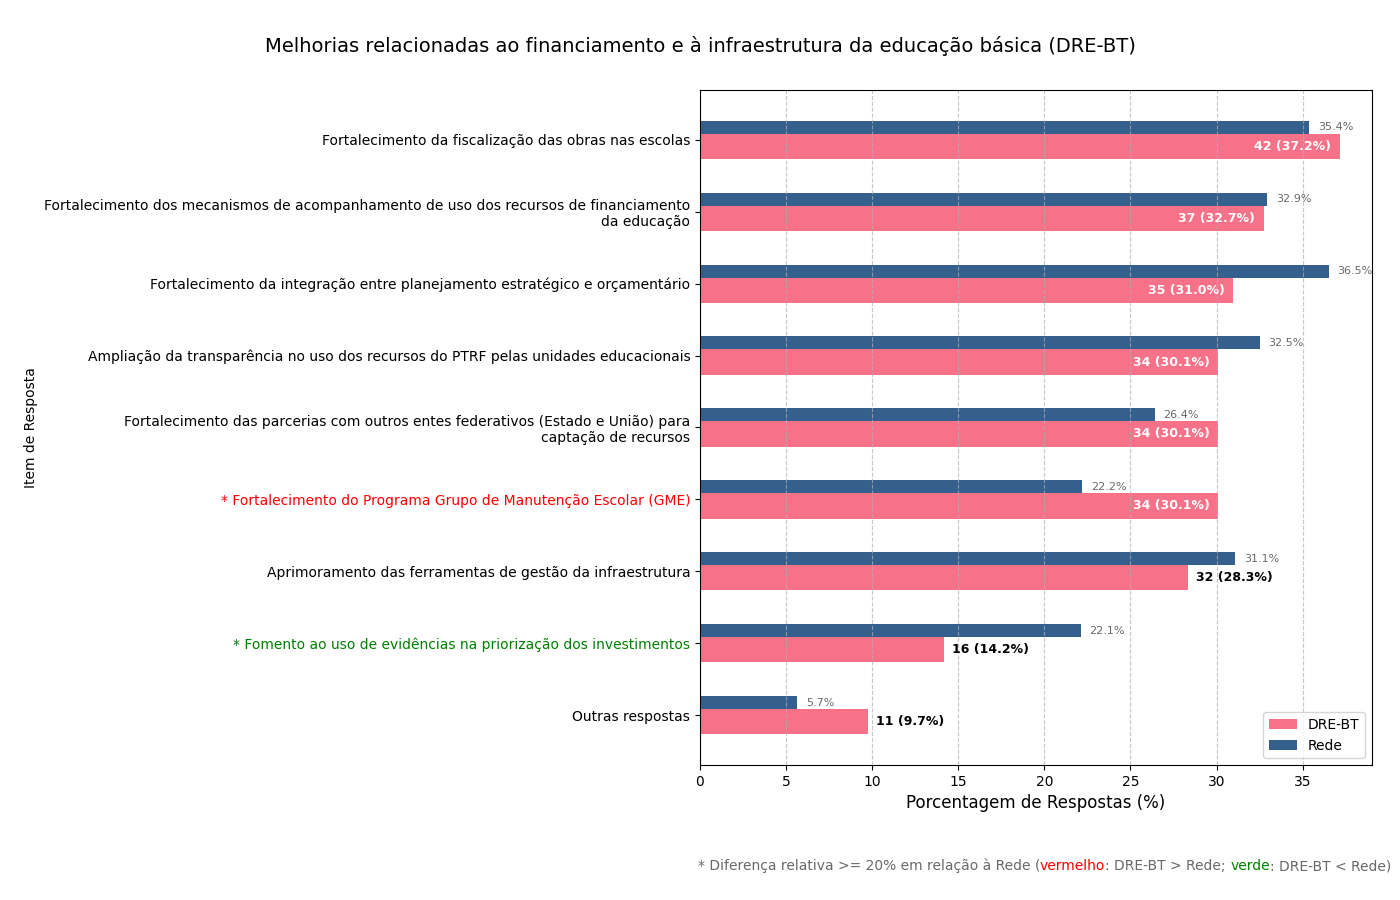 Melhorias relacionadas ao financiamento e à infraestrutura da educação básica (DRE-BT)
Item de Resposta
Fortalecimento da fiscalização das obras nas escolas
35.4%
42 (37.2%)
Fortalecimento dos mecanismos de acompanhamento de uso dos recursos de financiamento
da educação
32.9%
37 (32.7%)
Fortalecimento da integração entre planejamento estratégico e orçamentário
36.5%
35 (31.0%)
Ampliação da transparência no uso dos recursos do PTRF pelas unidades educacionais
32.5%
34 (30.1%)
Fortalecimento das parcerias com outros entes federativos (Estado e União) para
captação de recursos
26.4%
34 (30.1%)
* Fortalecimento do Programa Grupo de Manutenção Escolar (GME)
22.2%
34 (30.1%)
Aprimoramento das ferramentas de gestão da infraestrutura
31.1%
32 (28.3%)
* Fomento ao uso de evidências na priorização dos investimentos
22.1%
16 (14.2%)
Outras respostas
5.7%
11 (9.7%)
DRE-BT
Rede
0 5 10 15 20 25 30 35
Porcentagem de Respostas (%)
* Diferença relativa >= 20% em relação à Rede (vermelho: DRE-BT > Rede; verde: DRE-BT < Rede)